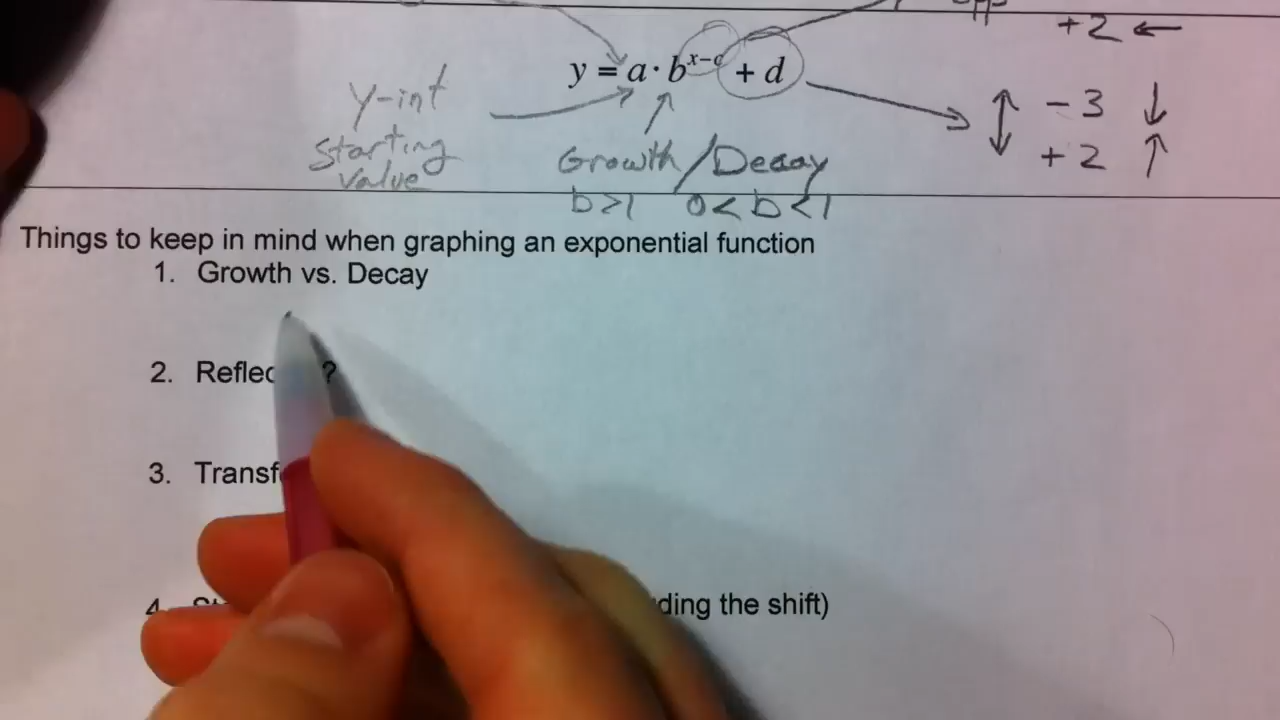 +2 ←
y = a · b^{x-c} + d
Y-int
Starting
Value
Growth/Decay
b>1 0<b<1
↕ -3 ↓
+2 ↑
Things to keep in mind when graphing an exponential function
1. Growth vs. Decay
2. Reflec ?
3. Transf
4. ding the shift)